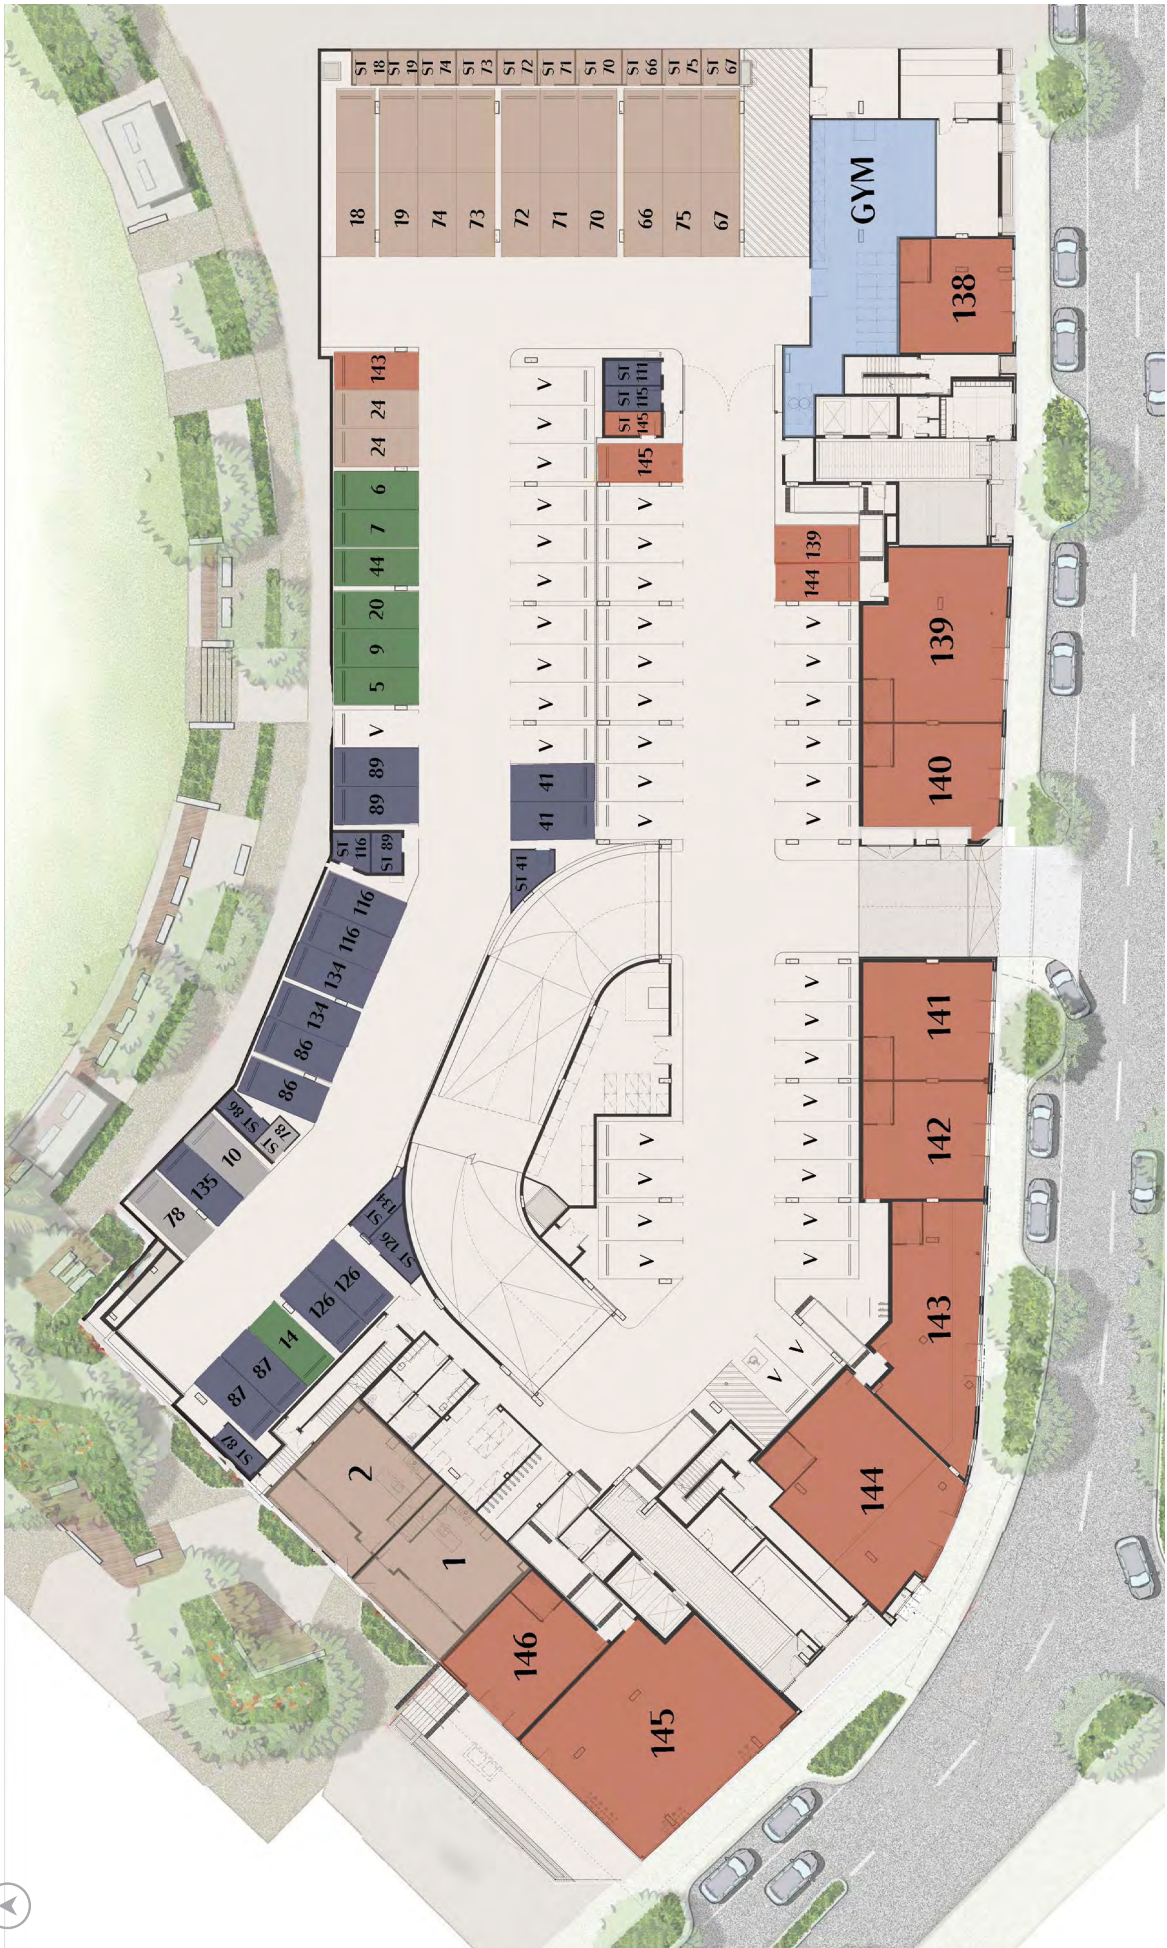 ST 18
ST 19
ST 74
ST 73
ST 72
ST 71
ST 70
ST 66
ST 75
ST 67
18
19
74
73
72
71
70
66
75
67
GYM
138
143
24
24
6
7
44
20
9
5
V
89
89
ST 116
ST 89
V
V
V
V
V
V
V
V
V
V
41
41
ST 41
ST 111
ST 115
ST 145
145
V
V
V
V
V
V
V
V
V
139
144
V
V
V
V
V
V
139
140
116
116
134
134
86
86
ST 86
ST 78
10
135
78
ST 134
ST 126
126
126
14
87
87
ST 87
V
V
V
V
V
V
V
V
V
V
V
V
V
V
141
142
143
144
2
1
146
145